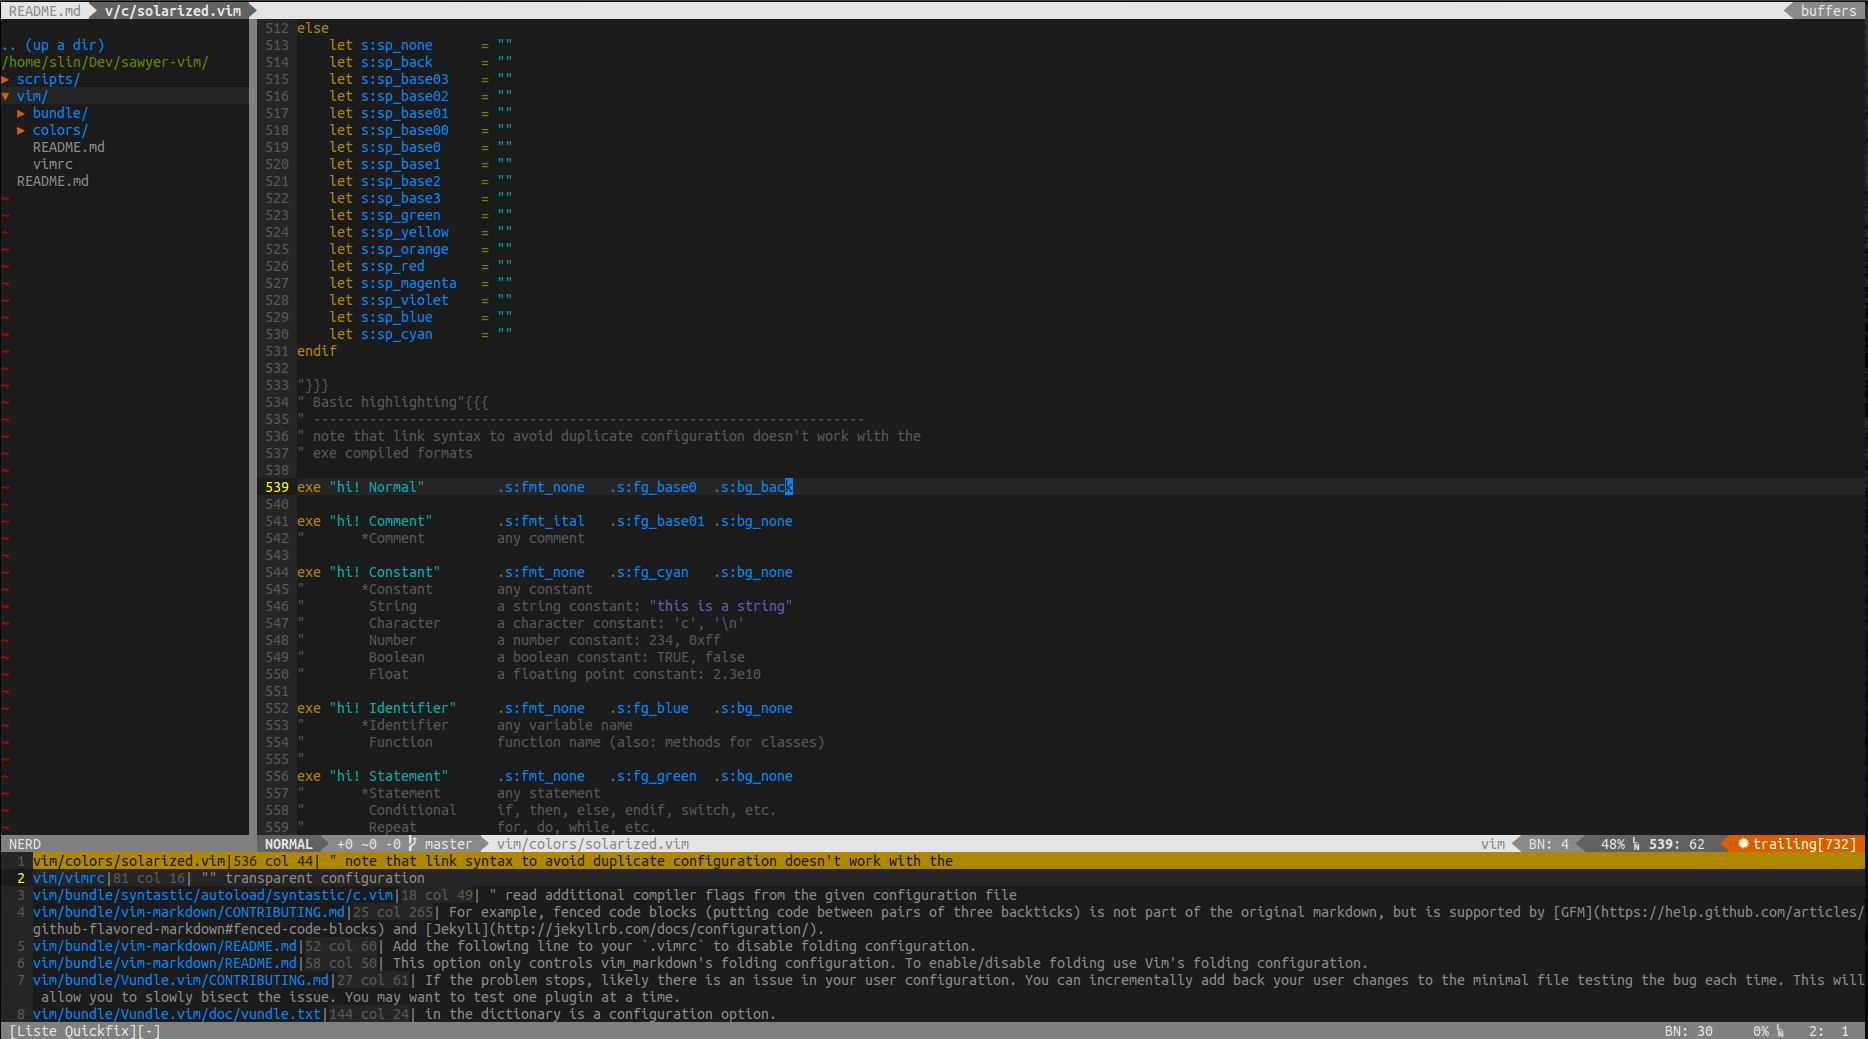 README.md v/c/solarized.vim buffers
.. (up a dir)
/home/slin/Dev/sawyer-vim/
▶ scripts/
▼ vim/
▶ bundle/
▶ colors/
README.md
vimrc
README.md
512 else
513 let s:sp_none = ""
514 let s:sp_back = ""
515 let s:sp_base03 = ""
516 let s:sp_base02 = ""
517 let s:sp_base01 = ""
518 let s:sp_base00 = ""
519 let s:sp_base0 = ""
520 let s:sp_base1 = ""
521 let s:sp_base2 = ""
522 let s:sp_base3 = ""
523 let s:sp_green = ""
524 let s:sp_yellow = ""
525 let s:sp_orange = ""
526 let s:sp_red = ""
527 let s:sp_magenta = ""
528 let s:sp_violet = ""
529 let s:sp_blue = ""
530 let s:sp_cyan = ""
531 endif
532
533 "}}}
534 " Basic highlighting"{{{
535 " ---------------------------------------------------------------------
536 " note that link syntax to avoid duplicate configuration doesn't work with the
537 " exe compiled formats
538
539 exe "hi! Normal" .s:fmt_none .s:fg_base0 .s:bg_back
540
541 exe "hi! Comment" .s:fmt_ital .s:fg_base01 .s:bg_none
542 " *Comment any comment
543
544 exe "hi! Constant" .s:fmt_none .s:fg_cyan .s:bg_none
545 " *Constant any constant
546 " String a string constant: "this is a string"
547 " Character a character constant: 'c', '\n'
548 " Number a number constant: 234, 0xff
549 " Boolean a boolean constant: TRUE, false
550 " Float a floating point constant: 2.3e10
551
552 exe "hi! Identifier" .s:fmt_none .s:fg_blue .s:bg_none
553 " *Identifier any variable name
554 " Function function name (also: methods for classes)
555 "
556 exe "hi! Statement" .s:fmt_none .s:fg_green .s:bg_none
557 " *Statement any statement
558 " Conditional if, then, else, endif, switch, etc.
559 " Repeat for, do, while, etc.
NERD NORMAL +0 ~0 -0 master vim/colors/solarized.vim vim BN: 4 48% LN 539: 62 ✹ trailing[732]
1 vim/colors/solarized.vim|536 col 44| " note that link syntax to avoid duplicate configuration doesn't work with the
2 vim/vimrc|81 col 16| "" transparent configuration
3 vim/bundle/syntastic/autoload/syntastic/c.vim|18 col 49| " read additional compiler flags from the given configuration file
4 vim/bundle/vim-markdown/CONTRIBUTING.md|25 col 265| For example, fenced code blocks (putting code between pairs of three backticks) is not part of the original markdown, but is supported by [GFM](https://help.github.com/articles/
github-flavored-markdown#fenced-code-blocks) and [Jekyll](http://jekyllrb.com/docs/configuration/).
5 vim/bundle/vim-markdown/README.md|52 col 60| Add the following line to your `.vimrc` to disable folding configuration.
6 vim/bundle/vim-markdown/README.md|58 col 50| This option only controls vim_markdown's folding configuration. To enable/disable folding use Vim's folding configuration.
7 vim/bundle/Vundle.vim/CONTRIBUTING.md|27 col 61| If the problem stops, likely there is an issue in your user configuration. You can incrementally add back your user changes to the minimal file testing the bug each time. This will
allow you to slowly bisect the issue. You may want to test one plugin at a time.
8 vim/bundle/Vundle.vim/doc/vundle.txt|144 col 24| in the dictionary is a configuration option.
[Liste Quickfix][-] BN: 30 0% LN 2: 1